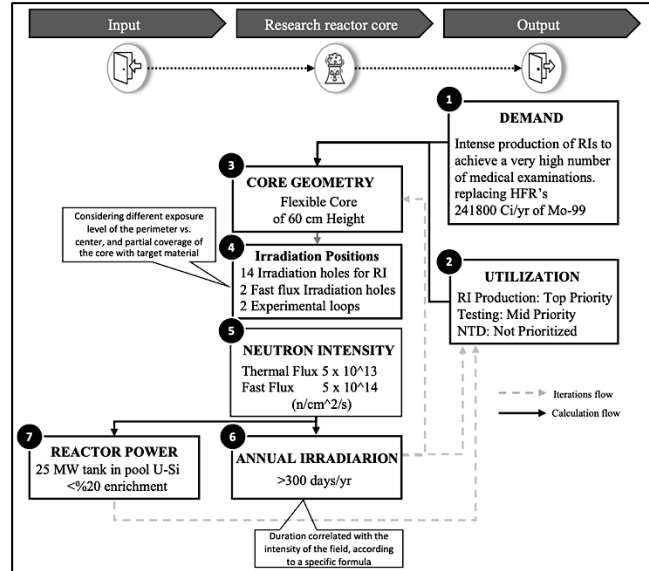 Input
Research reactor core
Output
1
DEMAND
Intense production of RIs to
achieve a very high number
of medical examinations.
replacing HFR's
241800 Ci/yr of Mo-99
3
CORE GEOMETRY
Flexible Core
of 60 cm Height
Considering different exposure
level of the perimeter vs.
center, and partial coverage of
the core with target material
4
Irradiation Positions
14 Irradiation holes for RI
2 Fast flux Irradiation holes
2 Experimental loops
2
UTILIZATION
RI Production: Top Priority
Testing: Mid Priority
NTD: Not Prioritized
5
NEUTRON INTENSITY
Thermal Flux 5 x 10^13
Fast Flux 5 x 10^14
(n/cm^2/s)
Iterions flow
Calculation flow
7
REACTOR POWER
25 MW tank in pool U-Si
<%20 enrichment
6
ANNUAL IRRADIARION
>300 days/yr
Duration correlated with the
intensity of the field, according
to a specific formula